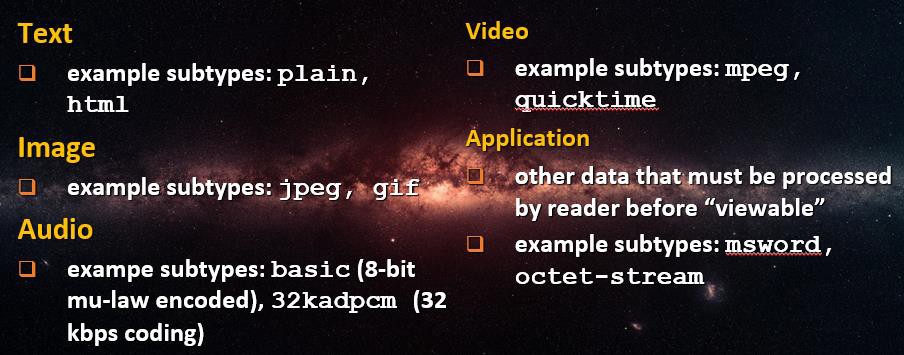 Text
❑ example subtypes: plain,
html
Image
❑ example subtypes: jpeg, gif
Audio
❑ exampe subtypes: basic (8-bit
mu-law encoded), 32kadpcm (32
kbps coding)
Video
❑ example subtypes: mpeg,
quicktime
Application
❑ other data that must be processed
by reader before “viewable”
❑ example subtypes: msword,
octet-stream